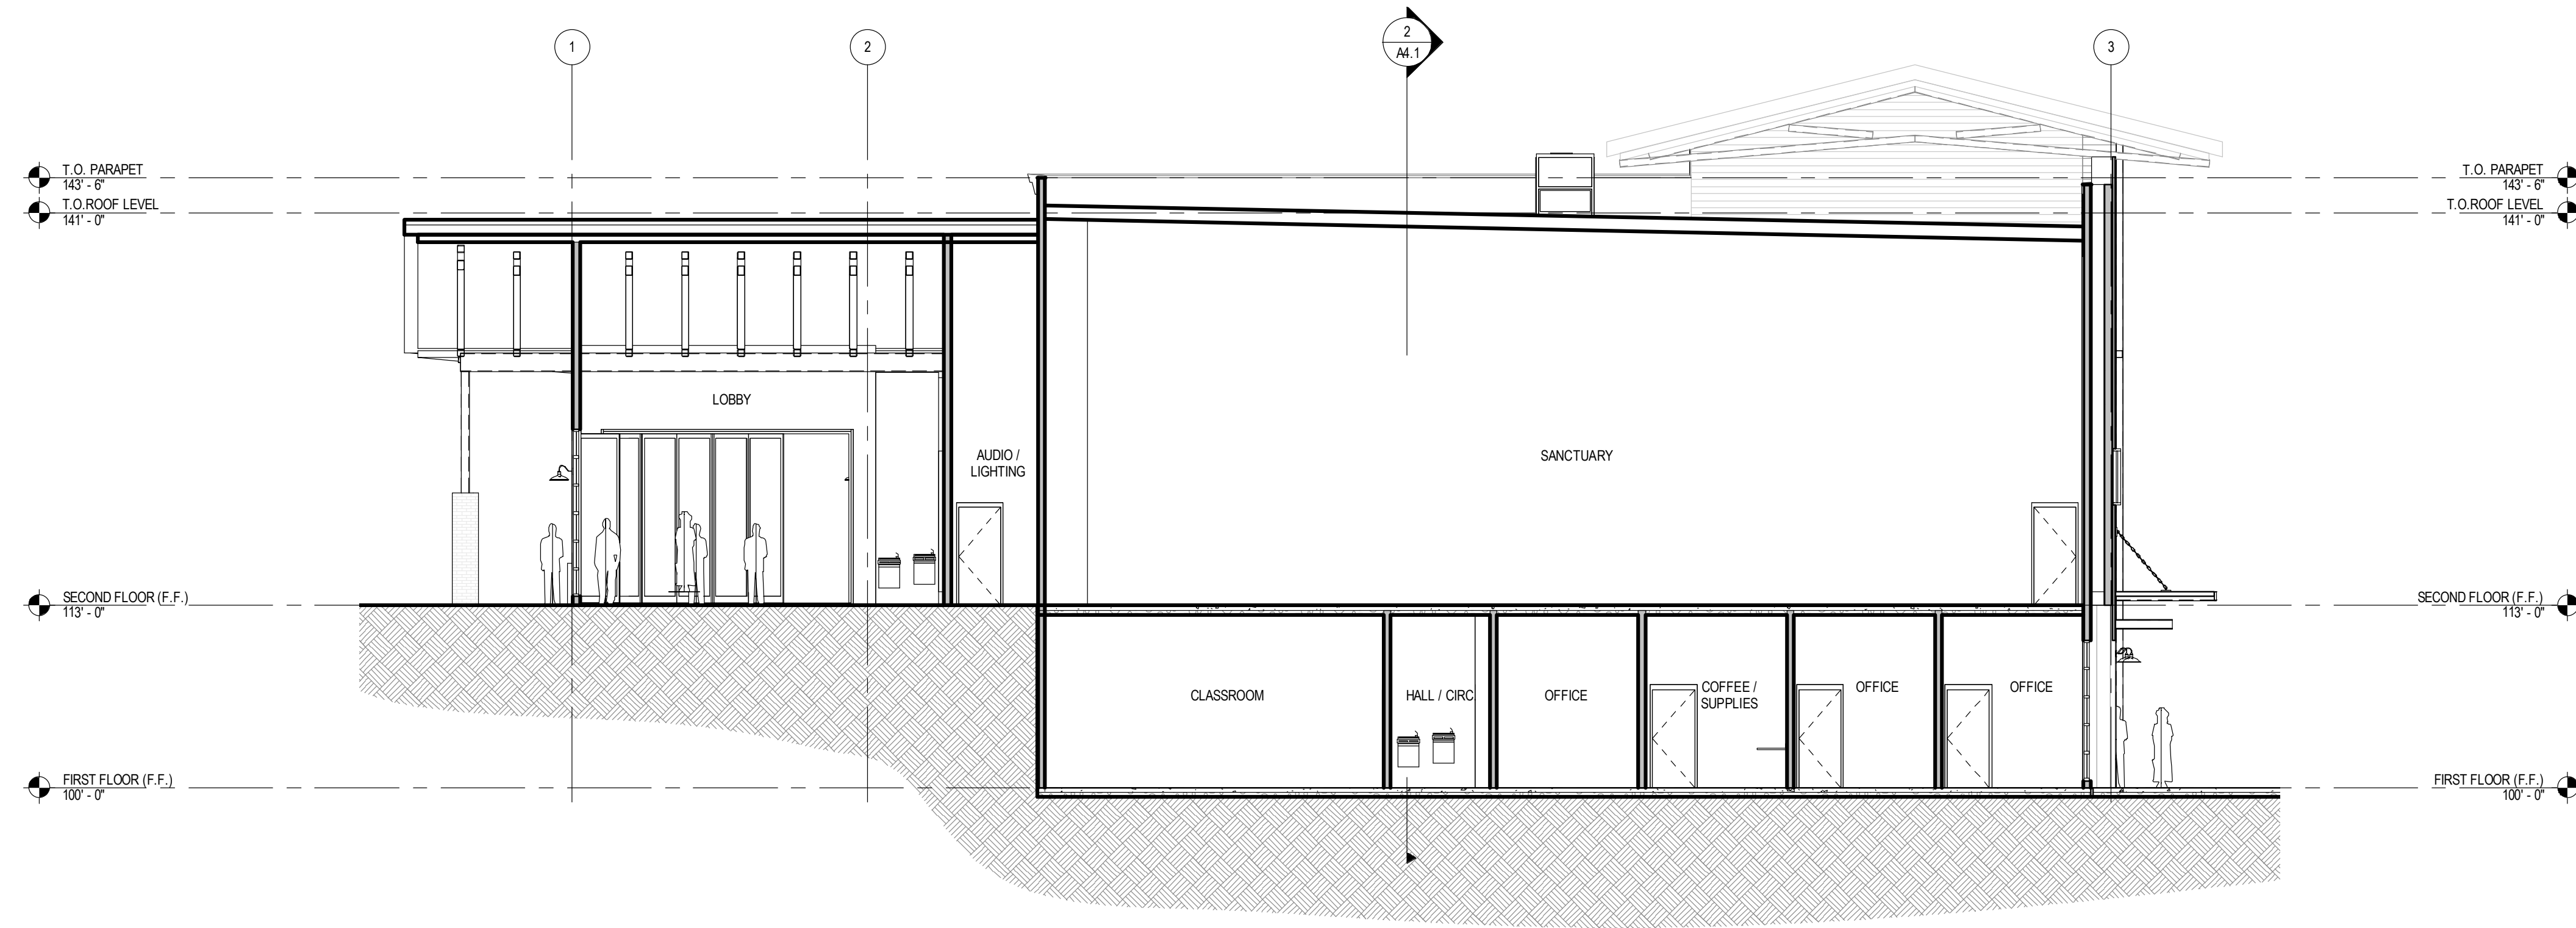 1
2
2
A4.1
3
T.O. PARAPET
143' - 6"
T.O.ROOF LEVEL
141' - 0"
T.O. PARAPET
143' - 6"
T.O.ROOF LEVEL
141' - 0"
LOBBY
AUDIO /
LIGHTING
SANCTUARY
SECOND FLOOR (F.F.)
113' - 0"
SECOND FLOOR (F.F.)
113' - 0"
CLASSROOM
HALL / CIRC.
OFFICE
COFFEE /
SUPPLIES
OFFICE
OFFICE
FIRST FLOOR (F.F.)
100' - 0"
FIRST FLOOR (F.F.)
100' - 0"